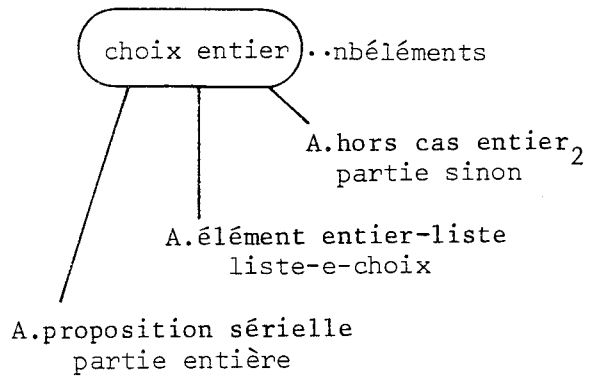 choix entier ..nbéléments
A.hors cas entier2
partie sinon
A.élément entier-liste
liste-e-choix
A.proposition sérielle
partie entière